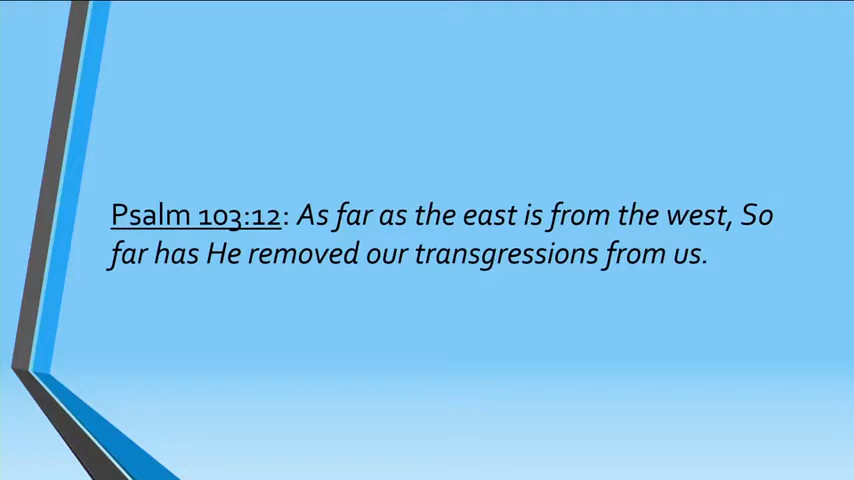 Psalm 103:12: As far as the east is from the west, So
far has He removed our transgressions from us.